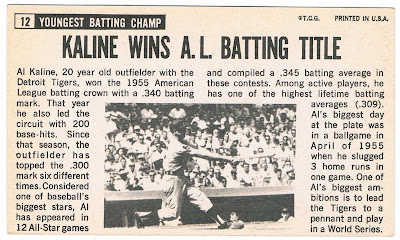 12 YOUNGEST BATTING CHAMP
©T.C.G. PRINTED IN U.S.A.
KALINE WINS A.L. BATTING TITLE
Al Kaline, 20 year old outfielder with the
Detroit Tigers, won the 1955 American
League batting crown with a .340 batting
mark. That year
he also led the
circuit with 200
base-hits. Since
that season, the
outfielder has
topped the .300
mark six different
times. Considered
one of baseball's
biggest stars, Al
has appeared in
12 All-Star games
and compiled a .345 batting average in
these contests. Among active players, he
has one of the highest lifetime batting
averages (.309).
Al's biggest day
at the plate was
in a ballgame in
April of 1955
when he slugged
3 home runs in
one game. One of
Al's biggest am-
bitions is to lead
the Tigers to a
pennant and play
in a World Series.